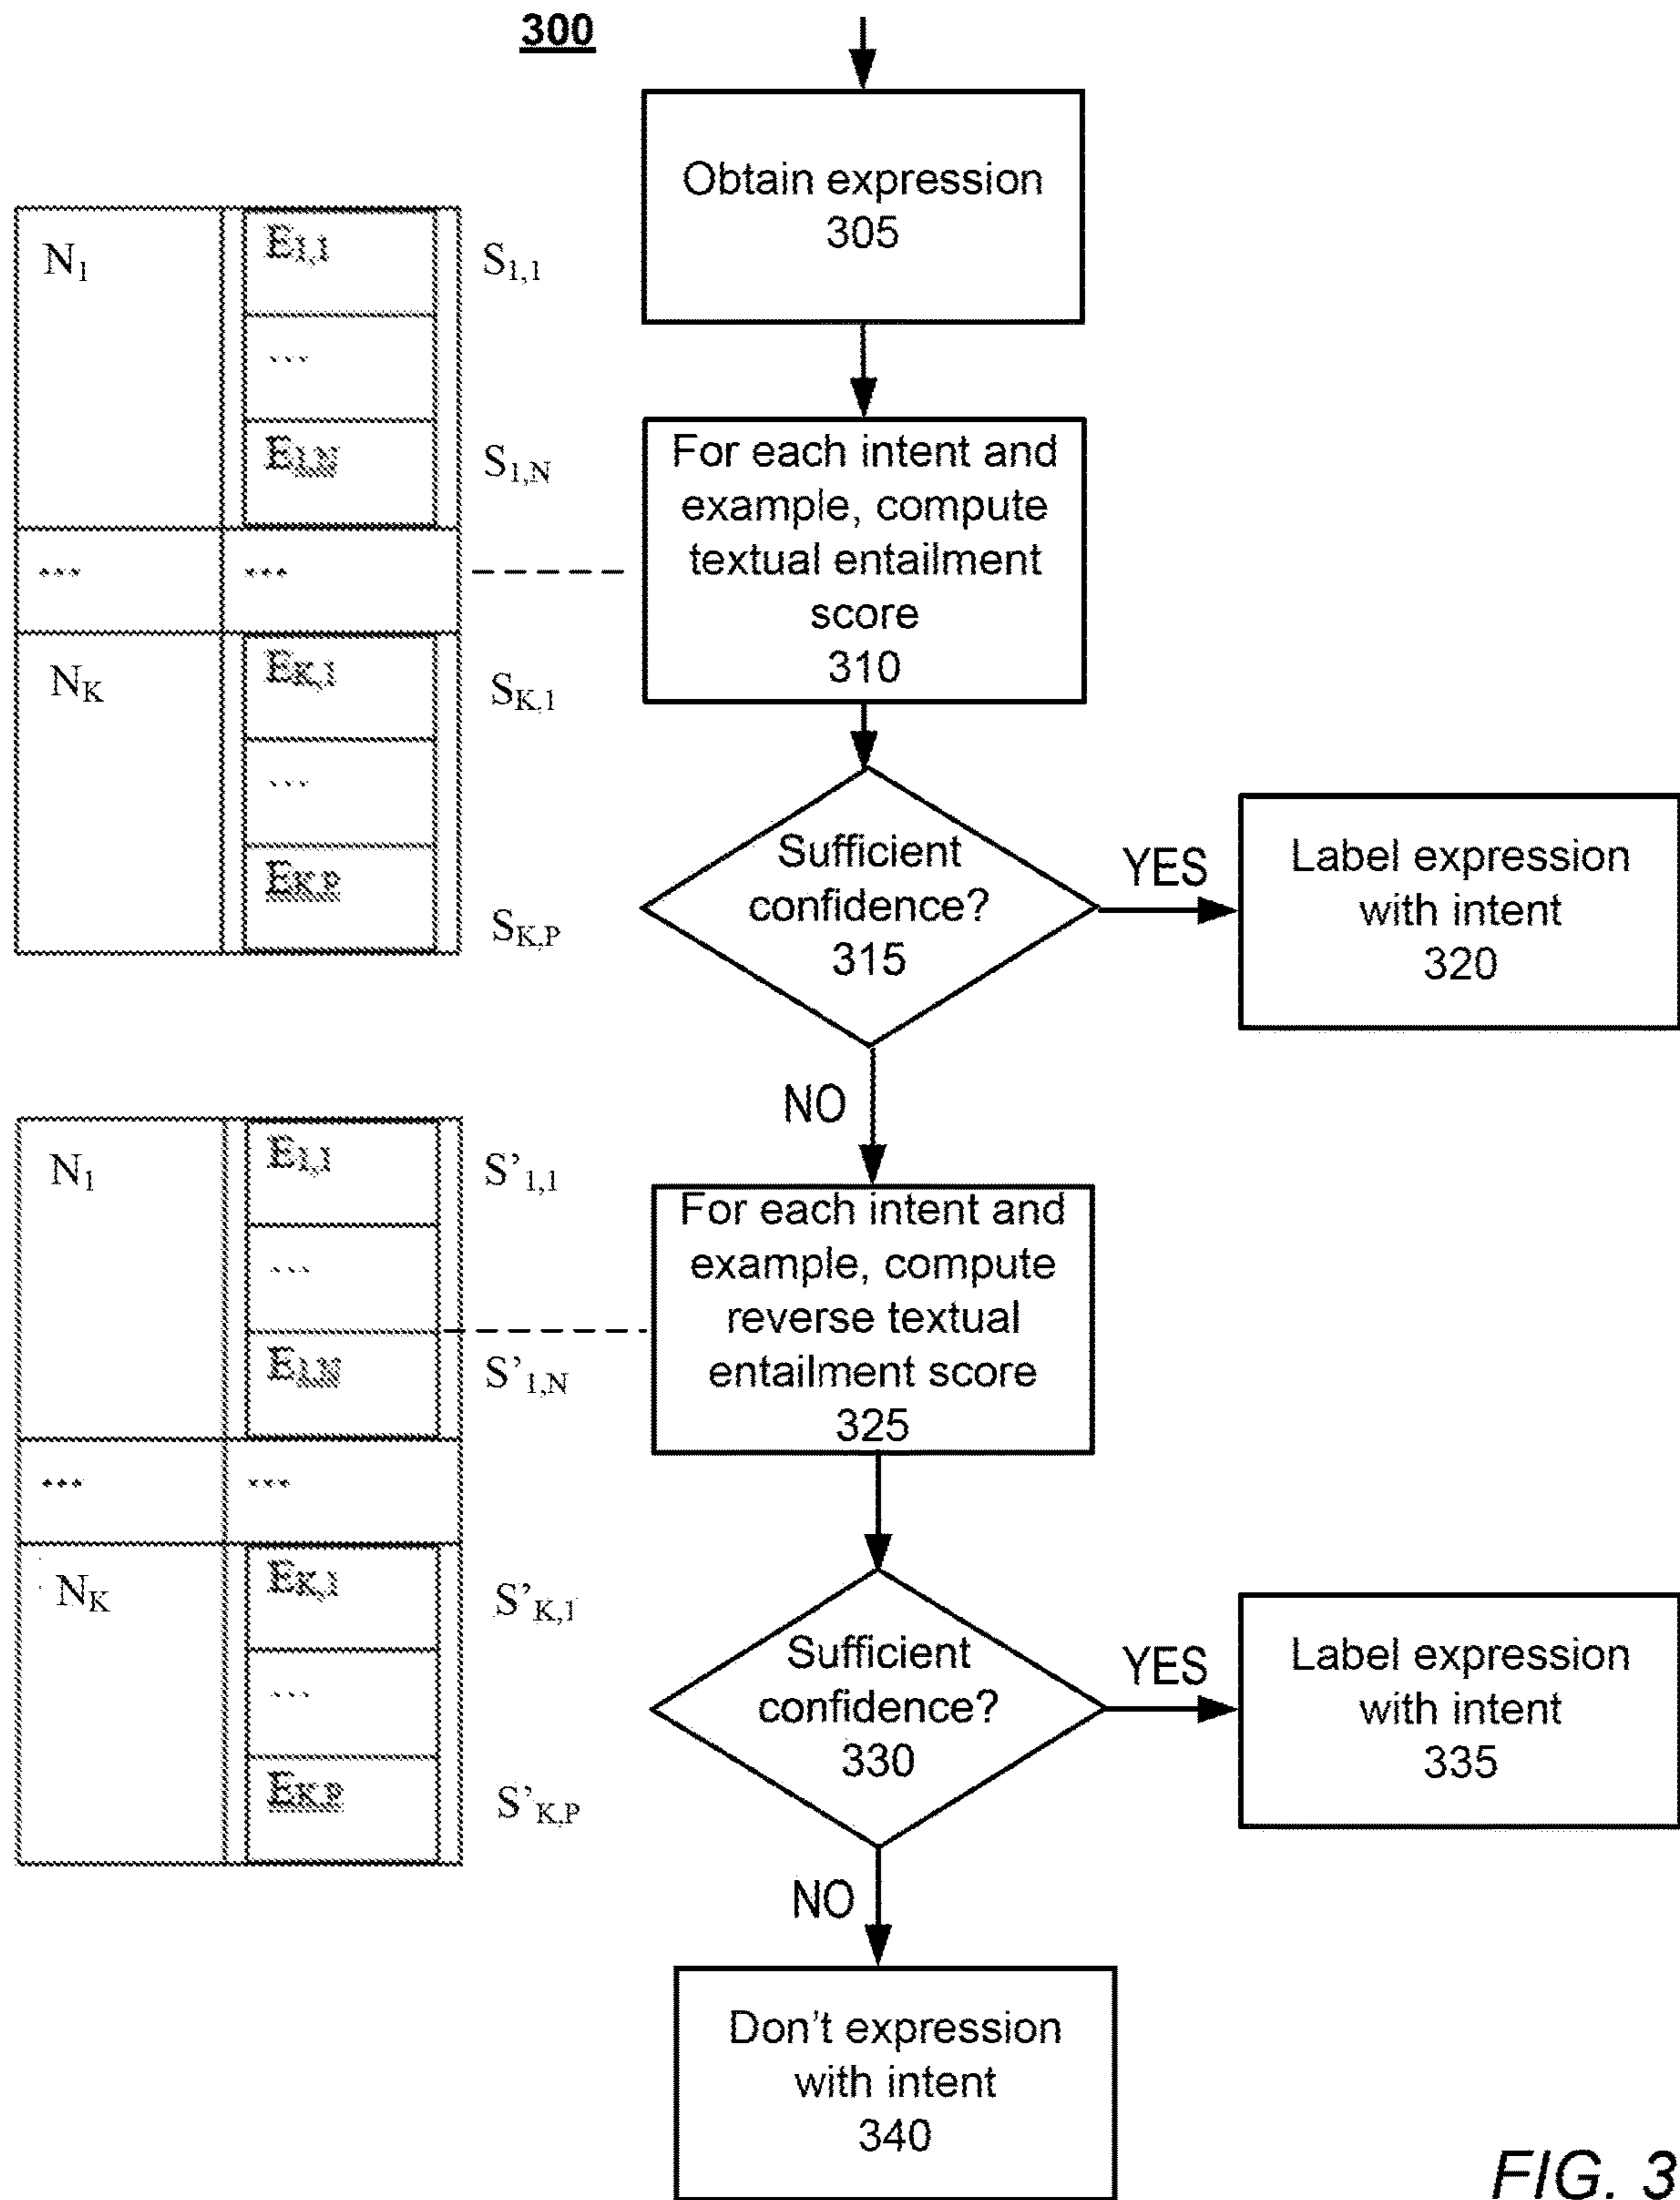 300
Obtain expression
305
N1
E1,1
S1,1
...
E1,N
S1,N
...
...
NK
EK,1
SK,1
...
EK,P
SK,P
For each intent and
example, compute
textual entailment
score
310
Sufficient
confidence?
315
YES
Label expression
with intent
320
NO
N1
E1,1
S'1,1
...
E1,N
S'1,N
...
...
NK
EK,1
S'K,1
...
EK,P
S'K,P
For each intent and
example, compute
reverse textual
entailment score
325
Sufficient
confidence?
330
YES
Label expression
with intent
335
NO
Don't expression
with intent
340
FIG. 3